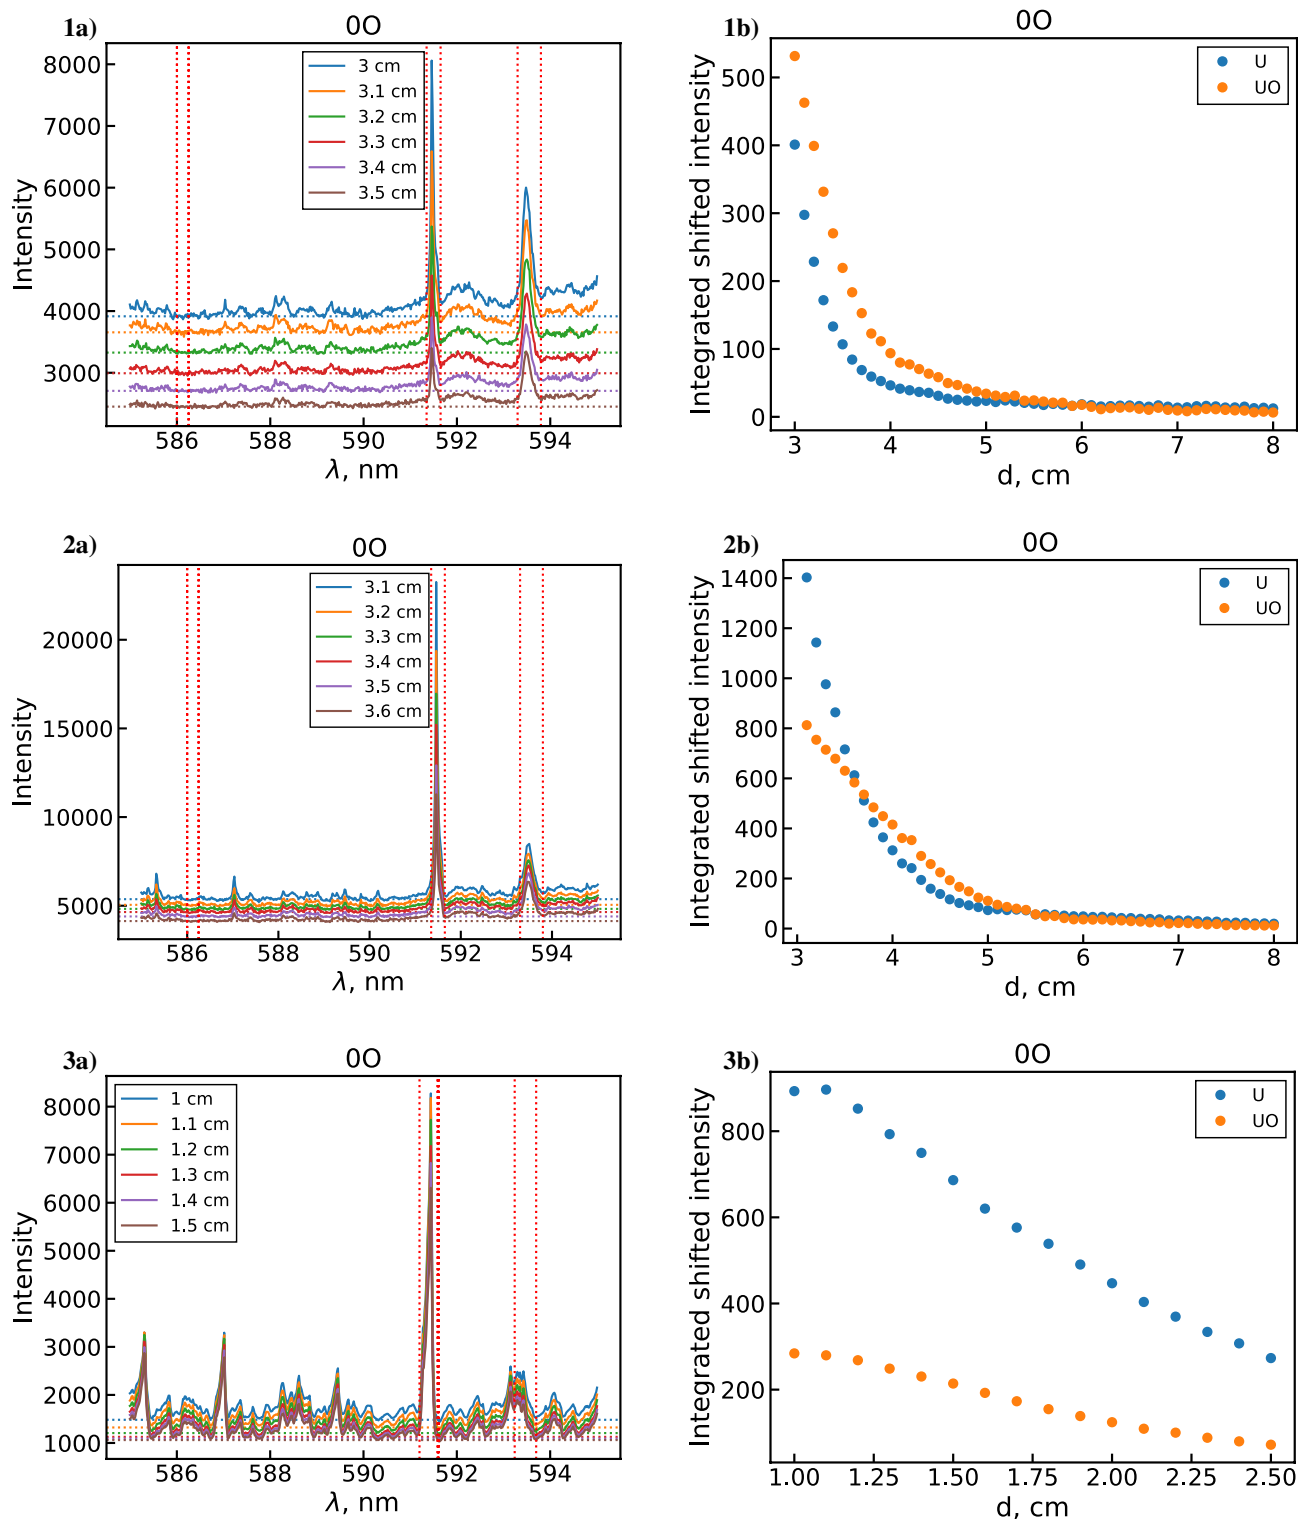 1a)
0O
8000
7000
6000
5000
4000
3000
Intensity
3 cm
3.1 cm
3.2 cm
3.3 cm
3.4 cm
3.5 cm
586
588
590
592
594
λ, nm
1b)
0O
500
400
300
200
100
0
Integrated shifted intensity
U
UO
3
4
5
6
7
8
d, cm
2a)
0O
20000
15000
10000
5000
Intensity
3.1 cm
3.2 cm
3.3 cm
3.4 cm
3.5 cm
3.6 cm
586
588
590
592
594
λ, nm
2b)
0O
1400
1200
1000
800
600
400
200
0
Integrated shifted intensity
U
UO
3
4
5
6
7
8
d, cm
3a)
0O
8000
7000
6000
5000
4000
3000
2000
1000
Intensity
1 cm
1.1 cm
1.2 cm
1.3 cm
1.4 cm
1.5 cm
586
588
590
592
594
λ, nm
3b)
0O
800
600
400
200
Integrated shifted intensity
U
UO
1.00
1.25
1.50
1.75
2.00
2.25
2.50
d, cm